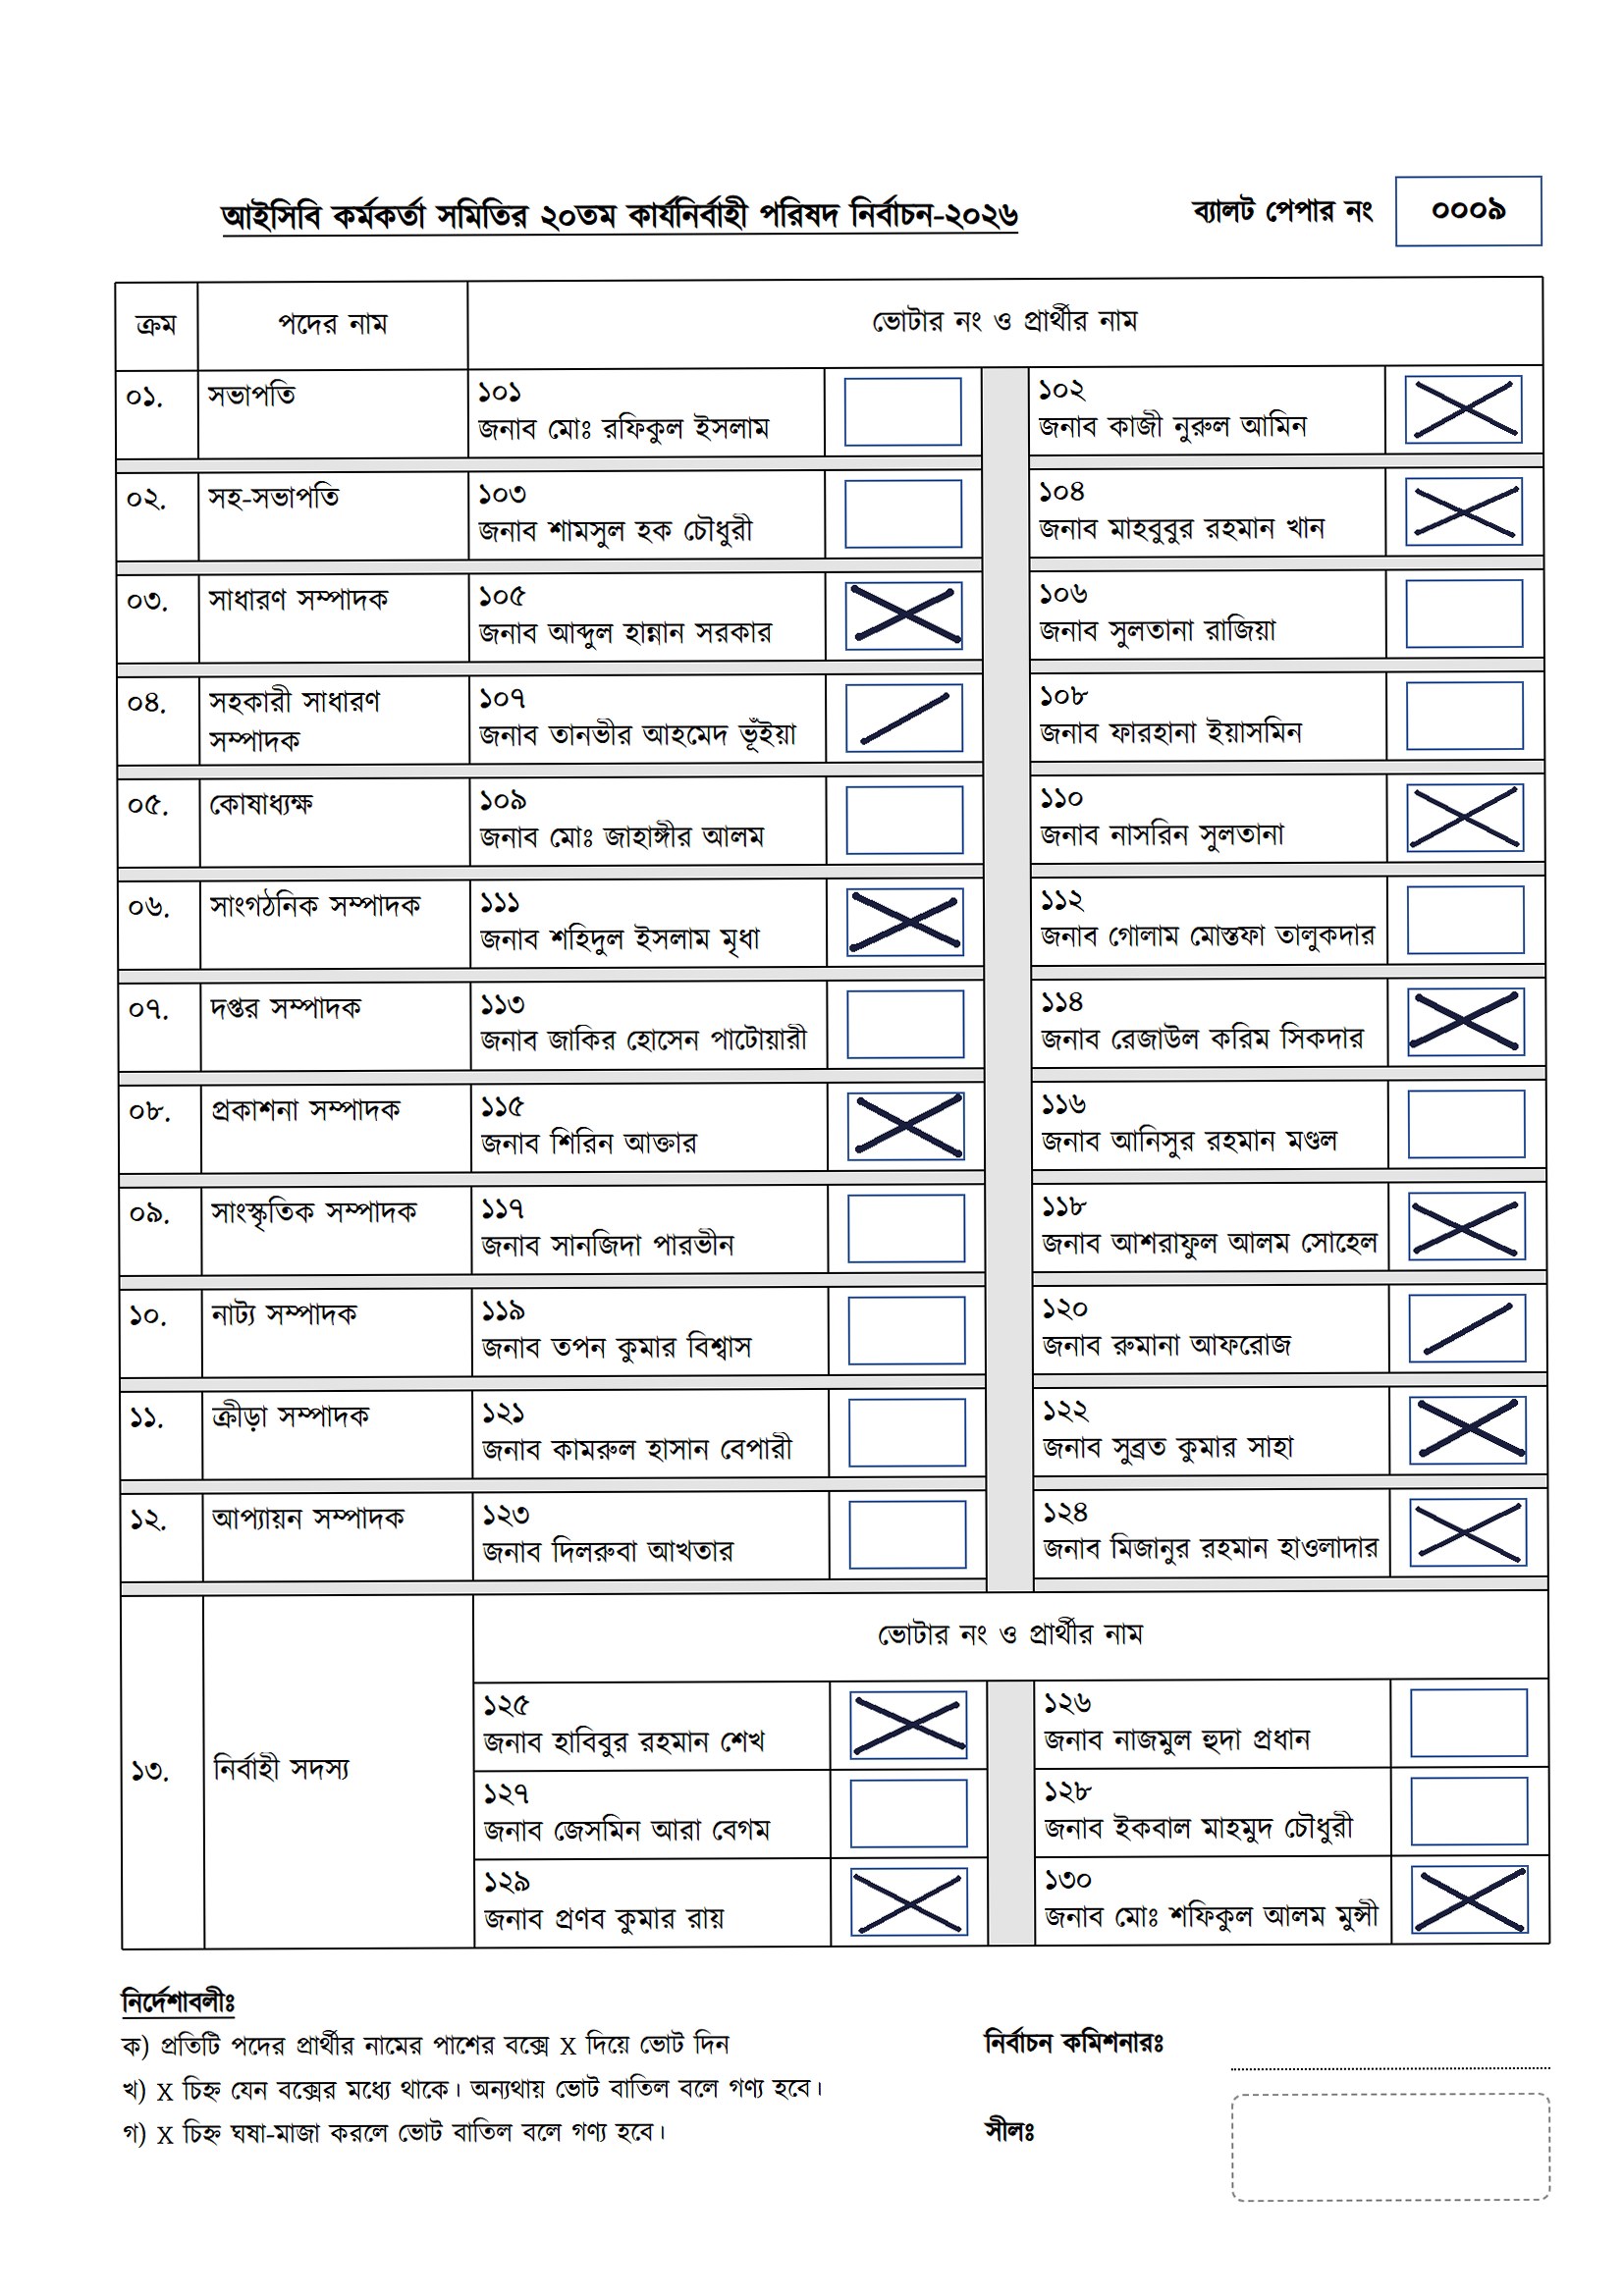 আইসিবি কর্মকর্তা সমিতির ২০তম কার্যনির্বাহী পরিষদ নির্বাচন-২০২৬
ব্যালট পেপার নং ০০০৯
ক্রম পদের নাম ভোটার নং ও প্রার্থীর নাম
০১. সভাপতি ১০১ ১০২
জনাব মোঃ রফিকুল ইসলাম জনাব কাজী নুরুল আমিন
০২. সহ-সভাপতি ১০৩ ১০৪
জনাব শামসুল হক চৌধুরী জনাব মাহবুবুর রহমান খান
০৩. সাধারণ সম্পাদক ১০৫ ১০৬
জনাব আব্দুল হান্নান সরকার জনাব সুলতানা রাজিয়া
০৪. সহকারী সাধারণ ১০৭ ১০৮
সম্পাদক জনাব তানভীর আহমেদ ভূঁইয়া জনাব ফারহানা ইয়াসমিন
০৫. কোষাধ্যক্ষ ১০৯ ১১০
জনাব মোঃ জাহাঙ্গীর আলম জনাব নাসরিন সুলতানা
০৬. সাংগঠনিক সম্পাদক ১১১ ১১২
জনাব শহিদুল ইসলাম মৃধা জনাব গোলাম মোস্তফা তালুকদার
০৭. দপ্তর সম্পাদক ১১৩ ১১৪
জনাব জাকির হোসেন পাটোয়ারী জনাব রেজাউল করিম সিকদার
০৮. প্রকাশনা সম্পাদক ১১৫ ১১৬
জনাব শিরিন আক্তার জনাব আনিসুর রহমান মণ্ডল
০৯. সাংস্কৃতিক সম্পাদক ১১৭ ১১৮
জনাব সানজিদা পারভীন জনাব আশরাফুল আলম সোহেল
১০. নাট্য সম্পাদক ১১৯ ১২০
জনাব তপন কুমার বিশ্বাস জনাব রুমানা আফরোজ
১১. ক্রীড়া সম্পাদক ১২১ ১২২
জনাব কামরুল হাসান বেপারী জনাব সুব্রত কুমার সাহা
১২. আপ্যায়ন সম্পাদক ১২৩ ১২৪
জনাব দিলরুবা আখতার জনাব মিজানুর রহমান হাওলাদার
ভোটার নং ও প্রার্থীর নাম
১২৫ ১২৬
জনাব হাবিবুর রহমান শেখ জনাব নাজমুল হুদা প্রধান
১৩. নির্বাহী সদস্য
১২৭ ১২৮
জনাব জেসমিন আরা বেগম জনাব ইকবাল মাহমুদ চৌধুরী
১২৯ ১৩০
জনাব প্রণব কুমার রায় জনাব মোঃ শফিকুল আলম মুন্সী
নির্দেশাবলীঃ
ক) প্রতিটি পদের প্রার্থীর নামের পাশের বক্সে x দিয়ে ভোট দিন
খ) x চিহ্ন যেন বক্সের মধ্যে থাকে। অন্যথায় ভোট বাতিল বলে গণ্য হবে।
গ) x চিহ্ন ঘষা-মাজা করলে ভোট বাতিল বলে গণ্য হবে।
নির্বাচন কমিশনারঃ
সীলঃ